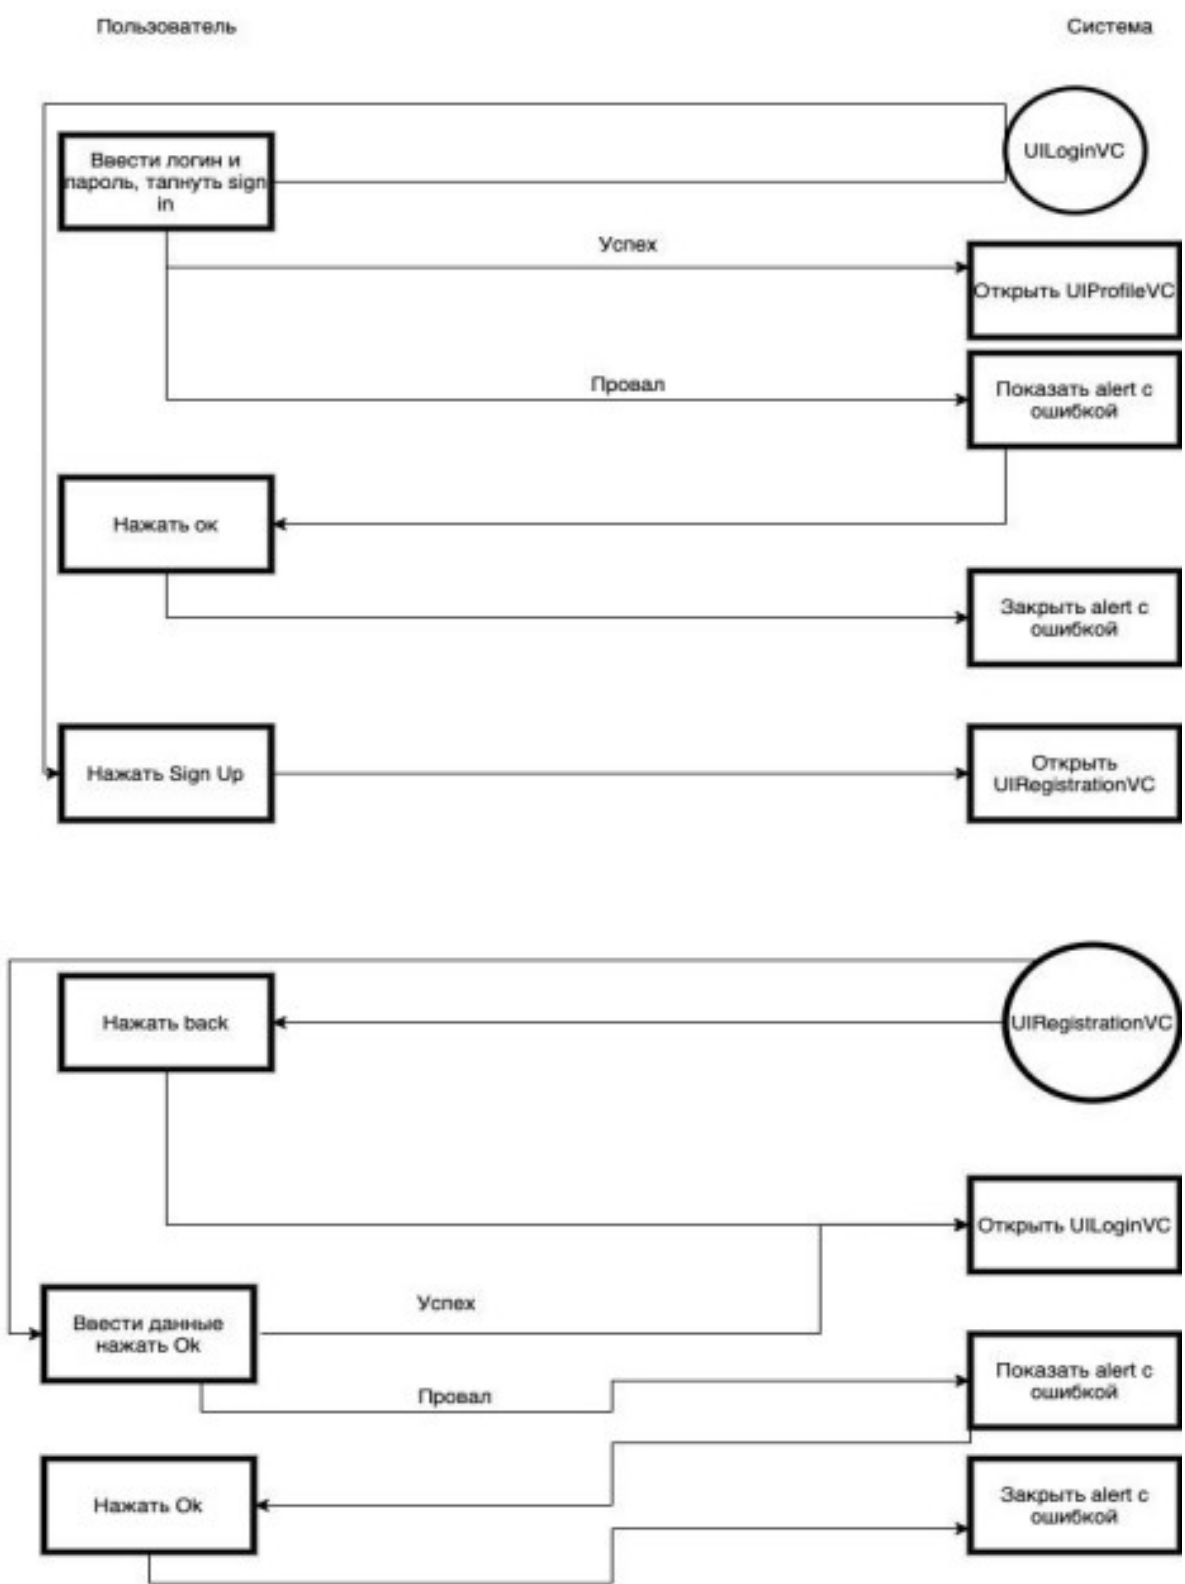 Пользователь
Система
UILoginVC
Ввести логин и
пароль, тапнуть sign
in
Успех
Открыть UIProfileVC
Провал
Показать alert с
ошибкой
Нажать ок
Закрыть alert с
ошибкой
Нажать Sign Up
Открыть
UIRegistrationVC
Нажать back
UIRegistrationVC
Открыть UILoginVC
Ввести данные
нажать Ok
Успех
Провал
Показать alert с
ошибкой
Нажать Ok
Закрыть alert с
ошибкой